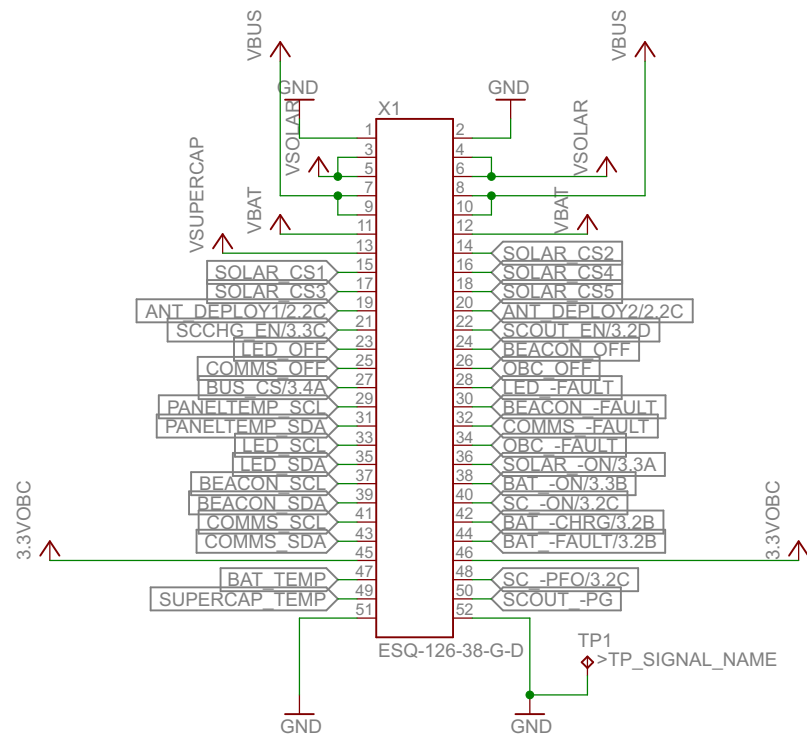 VBUS
VBUS
GND
GND
X1
VSOLAR
VSOLAR
1
2
3
4
5
6
7
8
9
10
VBAT
VBAT
11
12
VSUPERCAP
13
14
SOLAR_CS2
SOLAR_CS1
15
16
SOLAR_CS4
SOLAR_CS3
17
18
SOLAR_CS5
ANT_DEPLOY1/2.2C
19
20
ANT_DEPLOY2/2.2C
SCCHG_EN/3.3C
21
22
SCOUT_EN/3.2D
LED_OFF
23
24
BEACON_OFF
COMMS_OFF
25
26
OBC_OFF
BUS_CS/3.4A
27
28
LED_-FAULT
PANELTEMP_SCL
29
30
BEACON_-FAULT
PANELTEMP_SDA
31
32
COMMS_-FAULT
LED_SCL
33
34
OBC_-FAULT
LED_SDA
35
36
SOLAR_-ON/3.3A
BEACON_SCL
37
38
BAT_-ON/3.3B
BEACON_SDA
39
40
SC_-ON/3.2C
COMMS_SCL
41
42
BAT_-CHRG/3.2B
COMMS_SDA
43
44
BAT_-FAULT/3.2B
3.3VOBC
3.3VOBC
45
46
BAT_TEMP
47
48
SC_-PFO/3.2C
SUPERCAP_TEMP
49
50
SCOUT_-PG
51
52
ESQ-126-38-G-D
TP1
>TP_SIGNAL_NAME
GND
GND